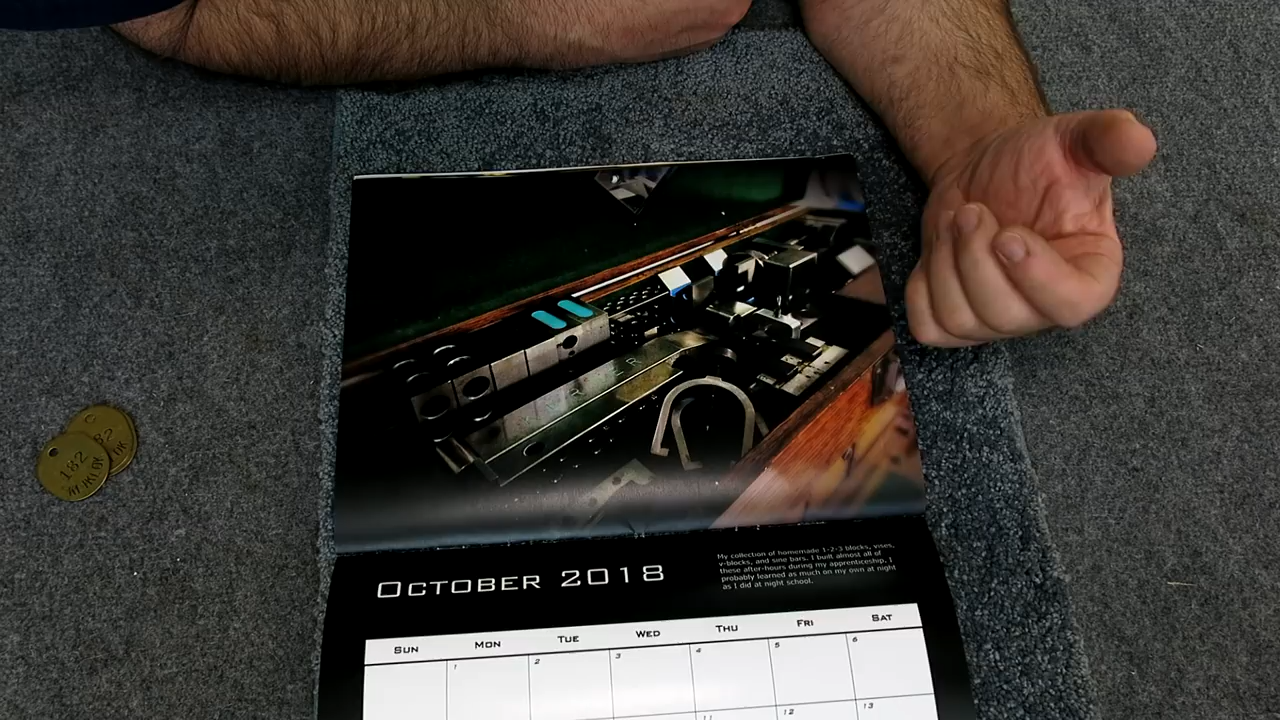 182
OCTOBER 2018
My collection of homemade 1-2-3 blocks, vises,
v-blocks, and sine bars. I built almost all of
these after-hours during my apprenticeship. I
probably learned as much on my own at night
as I did at night school.
SUN MON TUE WED THU FRI SAT
1 2 3 4 5 6
11 12 13